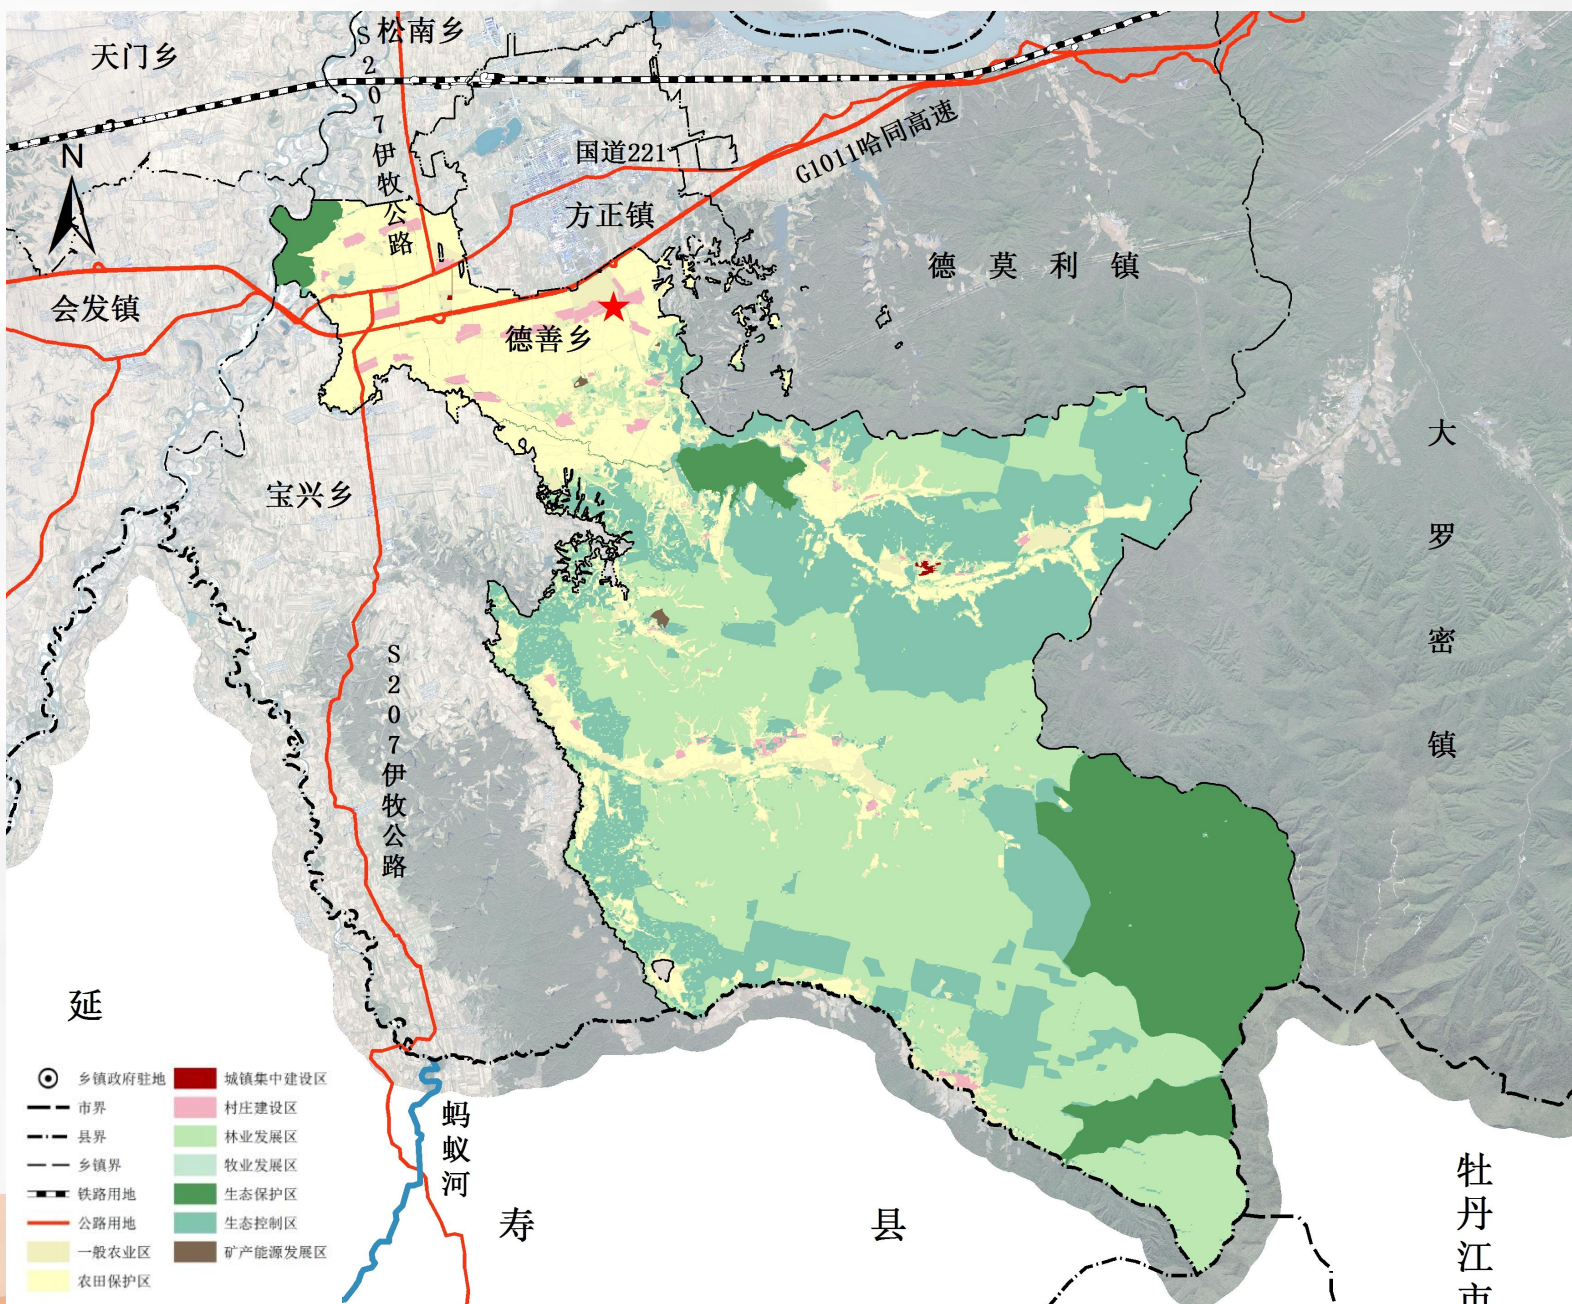 天门乡
松南乡
S207伊牧公路
N
国道221
G1011哈同高速
方正镇
德莫利镇
会发镇
德善乡
宝兴乡
大罗密镇
S207伊牧公路
延
寿
县
蚂蚁河
牡丹江市
乡镇政府驻地
市界
县界
乡镇界
铁路用地
公路用地
一般农业区
农田保护区
城镇集中建设区
村庄建设区
林业发展区
牧业发展区
生态保护区
生态控制区
矿产能源发展区